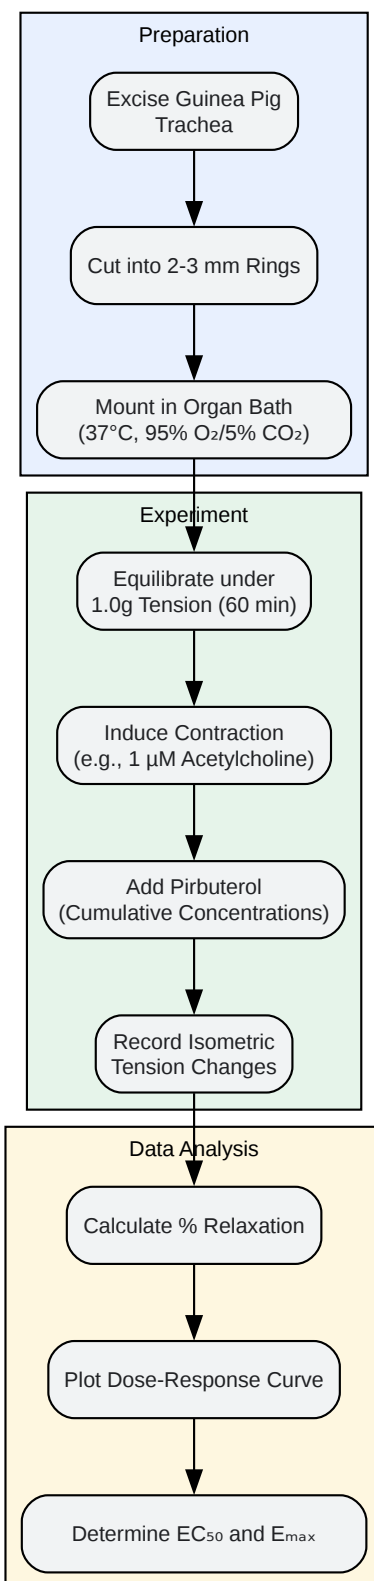 Preparation
Excise Guinea Pig
Trachea
Cut into 2-3 mm Rings
Mount in Organ Bath
(37°C, 95% O₂/5% CO₂)
Experiment
Equilibrate under
1.0g Tension (60 min)
Induce Contraction
(e.g., 1 µM Acetylcholine)
Add Pirbuterol
(Cumulative Concentrations)
Record Isometric
Tension Changes
Data Analysis
Calculate % Relaxation
Plot Dose-Response Curve
Determine EC₅₀ and Eₘₐₓ